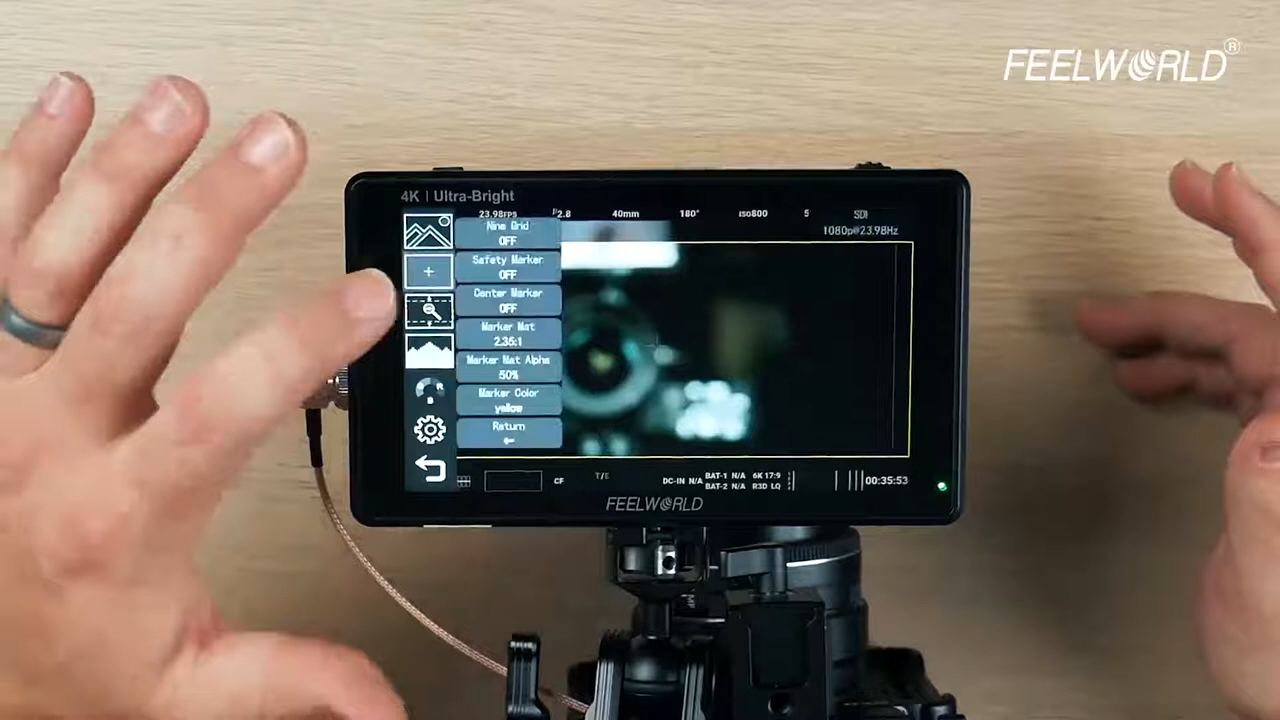 FEELWORLD®
4K | Ultra-Bright
23.98FPS F2.8 40mm 180° ISO800 5 SDI
1080p@23.98Hz
Nine Grid
OFF
Safety Marker
OFF
Center Marker
OFF
Marker Mat
2.35:1
Marker Mat Alpha
50%
Marker Color
yellow
Return
CF
DC-IN N/A BAT-1 N/A 6K 17:9
BAT-2 N/A R3D LQ
00:35:53
FEELWORLD